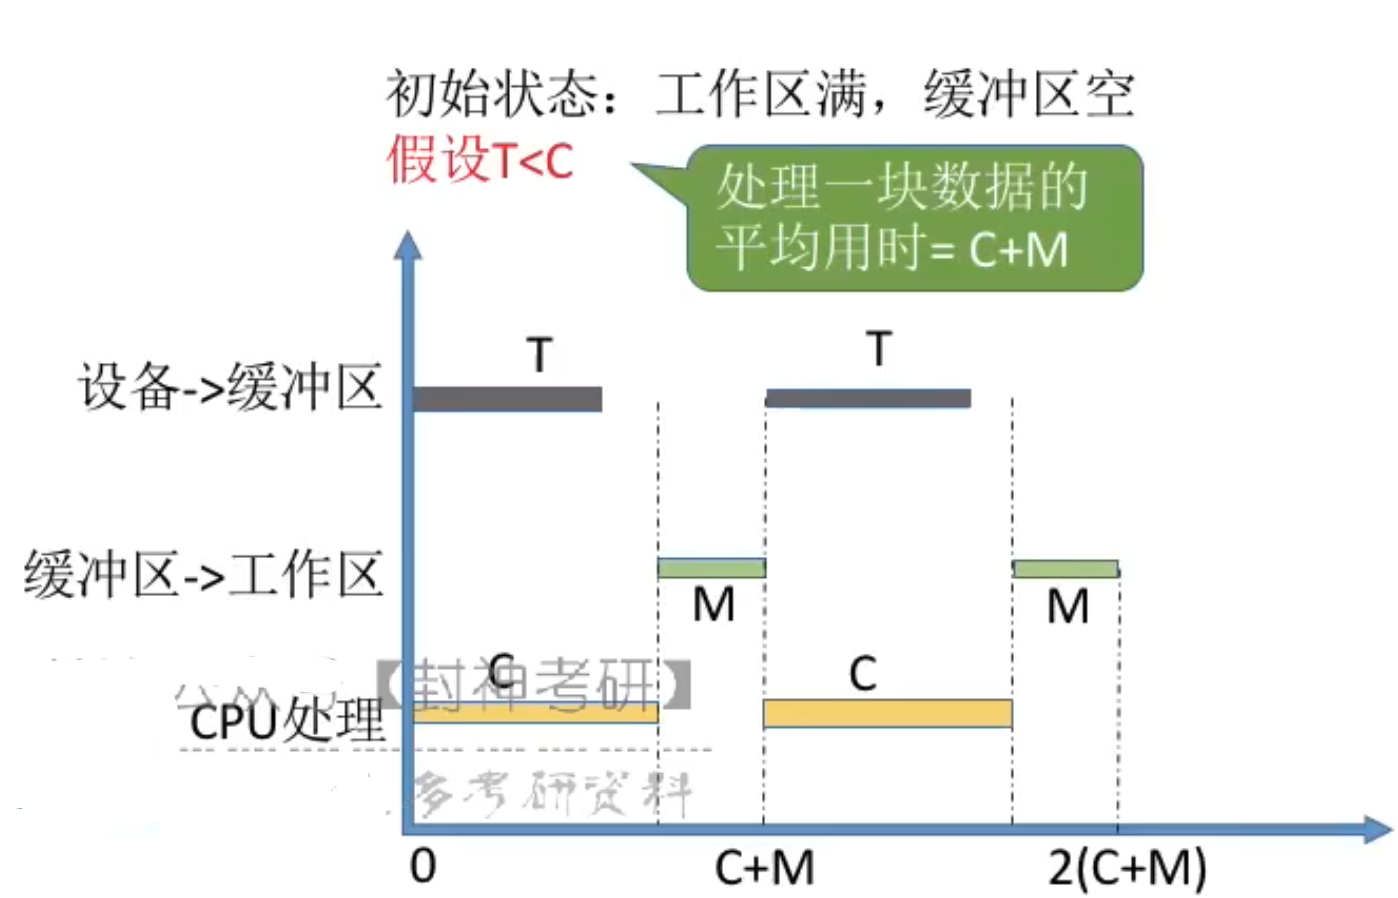 初始状态：工作区满，缓冲区空
假设T<C
处理一块数据的
平均用时= C+M
T
T
设备->缓冲区
缓冲区->工作区
M
M
C
C
【封神考研】
CPU处理
多考研资料
0
C+M
2(C+M)